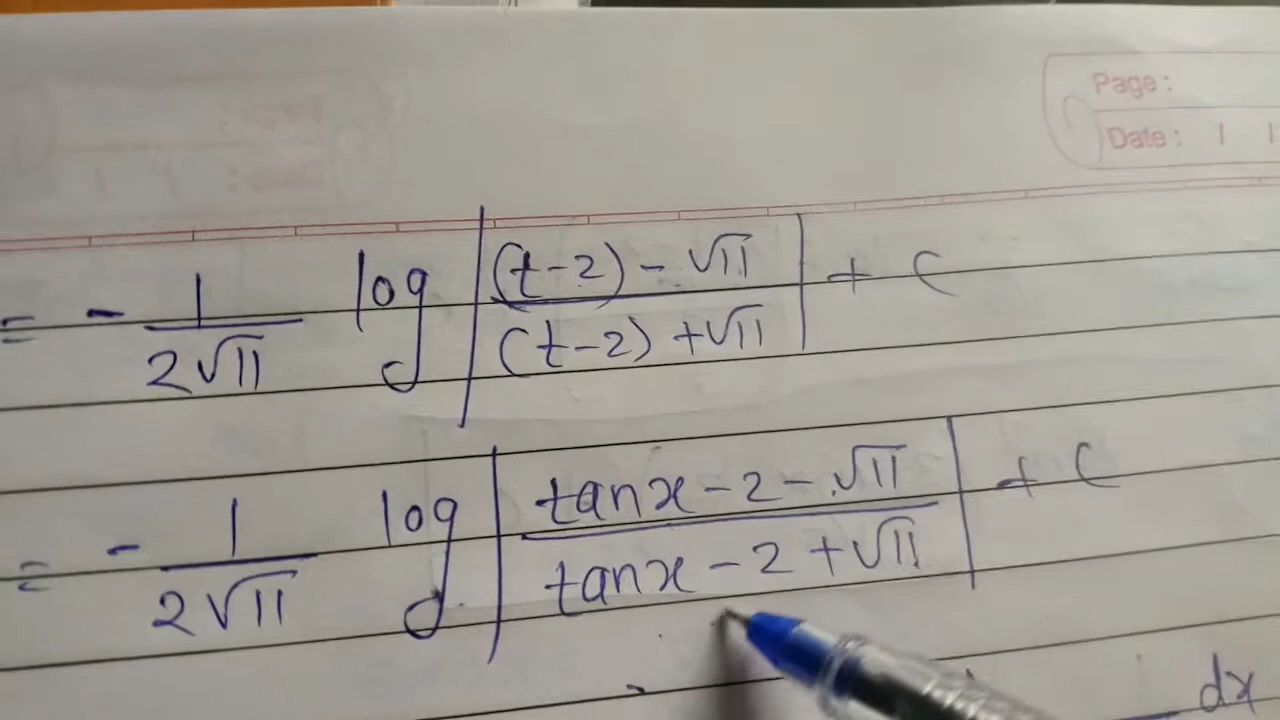 Page:
Date:
= - 1/2√11 log |(t-2) - √11 / (t-2) + √11| + C
= - 1/2√11 log |tanx - 2 - √11 / tanx - 2 + √11| + C
dx